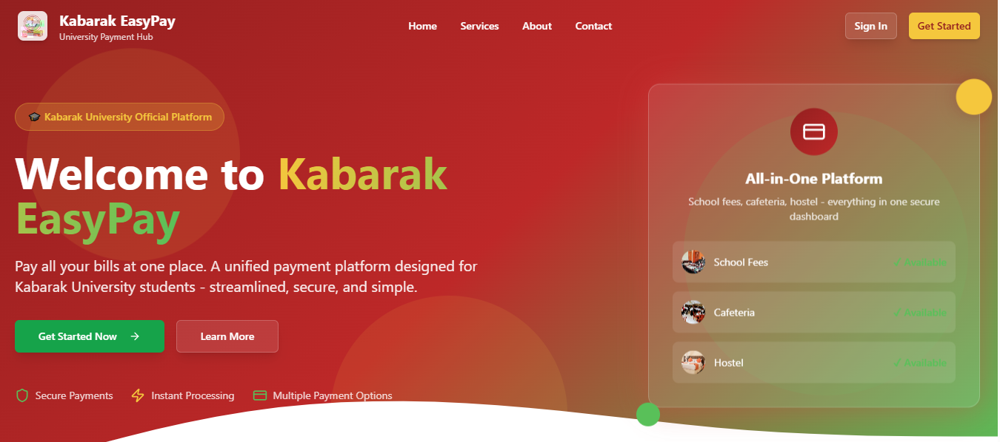 Kabarak EasyPay
University Payment Hub
Home
Services
About
Contact
Sign In
Get Started
🎓 Kabarak University Official Platform
Welcome to Kabarak
EasyPay
Pay all your bills at one place. A unified payment platform designed for
Kabarak University students - streamlined, secure, and simple.
Get Started Now →
Learn More
Secure Payments
Instant Processing
Multiple Payment Options
All-in-One Platform
School fees, cafeteria, hostel - everything in one secure
dashboard
School Fees
✓ Available
Cafeteria
✓ Available
Hostel
✓ Available